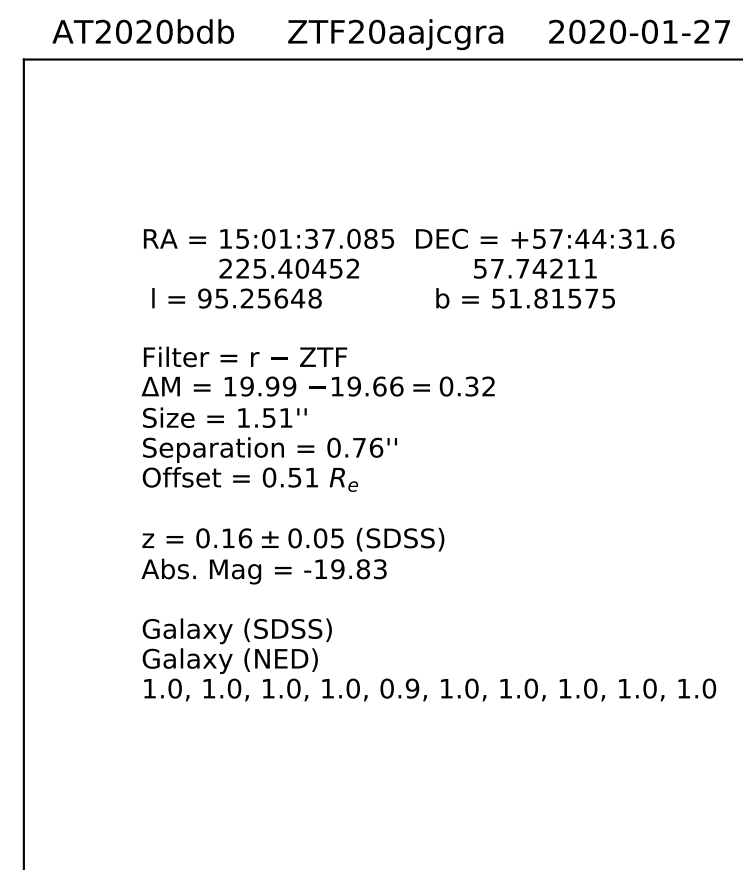 AT2020bdb ZTF20aajcgra 2020-01-27
RA = 15:01:37.085 DEC = +57:44:31.6
225.40452 57.74211
l = 95.25648 b = 51.81575
Filter = r − ZTF
ΔM = 19.99 −19.66 = 0.32
Size = 1.51''
Separation = 0.76''
Offset = 0.51 Rₑ
z = 0.16 ± 0.05 (SDSS)
Abs. Mag = -19.83
Galaxy (SDSS)
Galaxy (NED)
1.0, 1.0, 1.0, 1.0, 0.9, 1.0, 1.0, 1.0, 1.0, 1.0